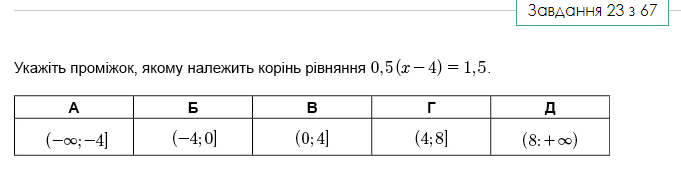 Завдання 23 з 67
Укажіть проміжок, якому належить корінь рівняння 0,5(x − 4) = 1,5.
А Б В Г Д
(−∞; −4] (−4; 0] (0; 4] (4; 8] (8: +∞)